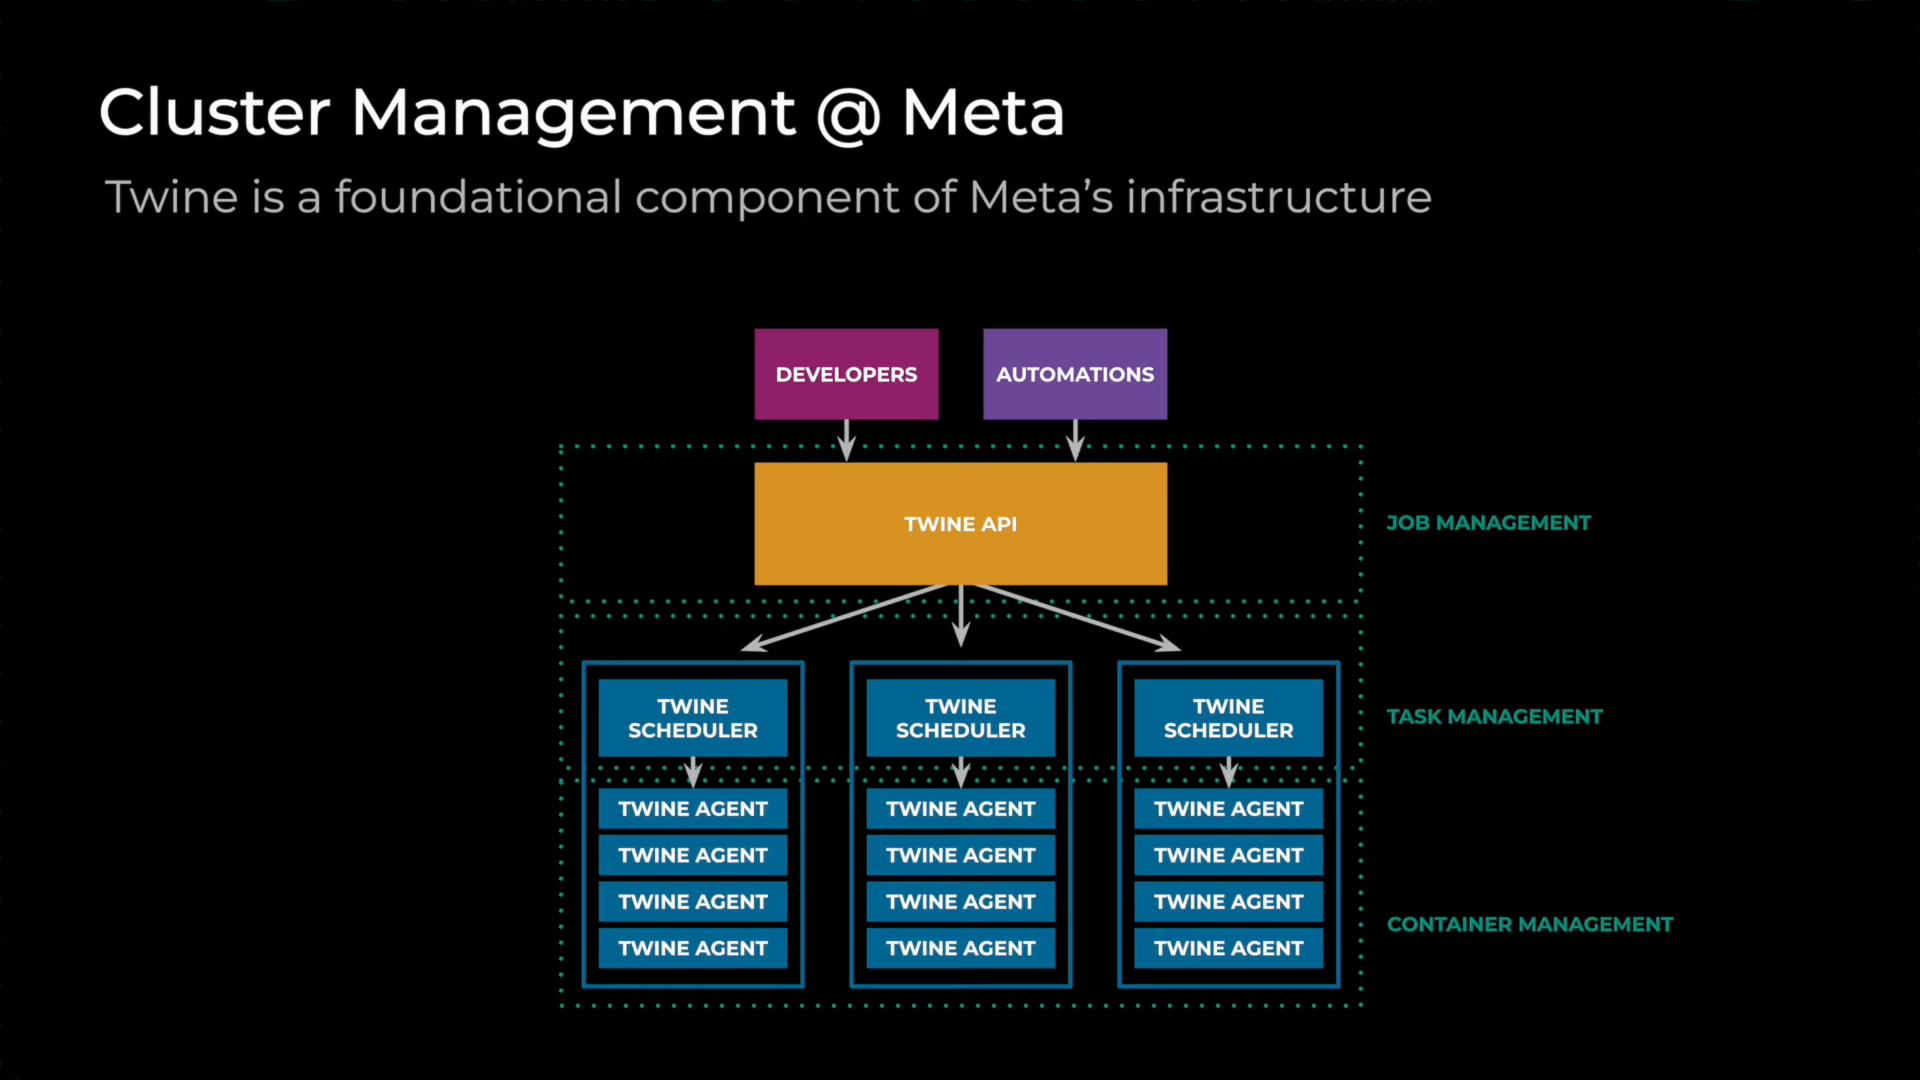 Cluster Management @ Meta
Twine is a foundational component of Meta’s infrastructure
DEVELOPERS
AUTOMATIONS
TWINE API
JOB MANAGEMENT
TWINE
SCHEDULER
TWINE
SCHEDULER
TWINE
SCHEDULER
TASK MANAGEMENT
TWINE AGENT
TWINE AGENT
TWINE AGENT
TWINE AGENT
TWINE AGENT
TWINE AGENT
TWINE AGENT
TWINE AGENT
TWINE AGENT
TWINE AGENT
TWINE AGENT
TWINE AGENT
CONTAINER MANAGEMENT